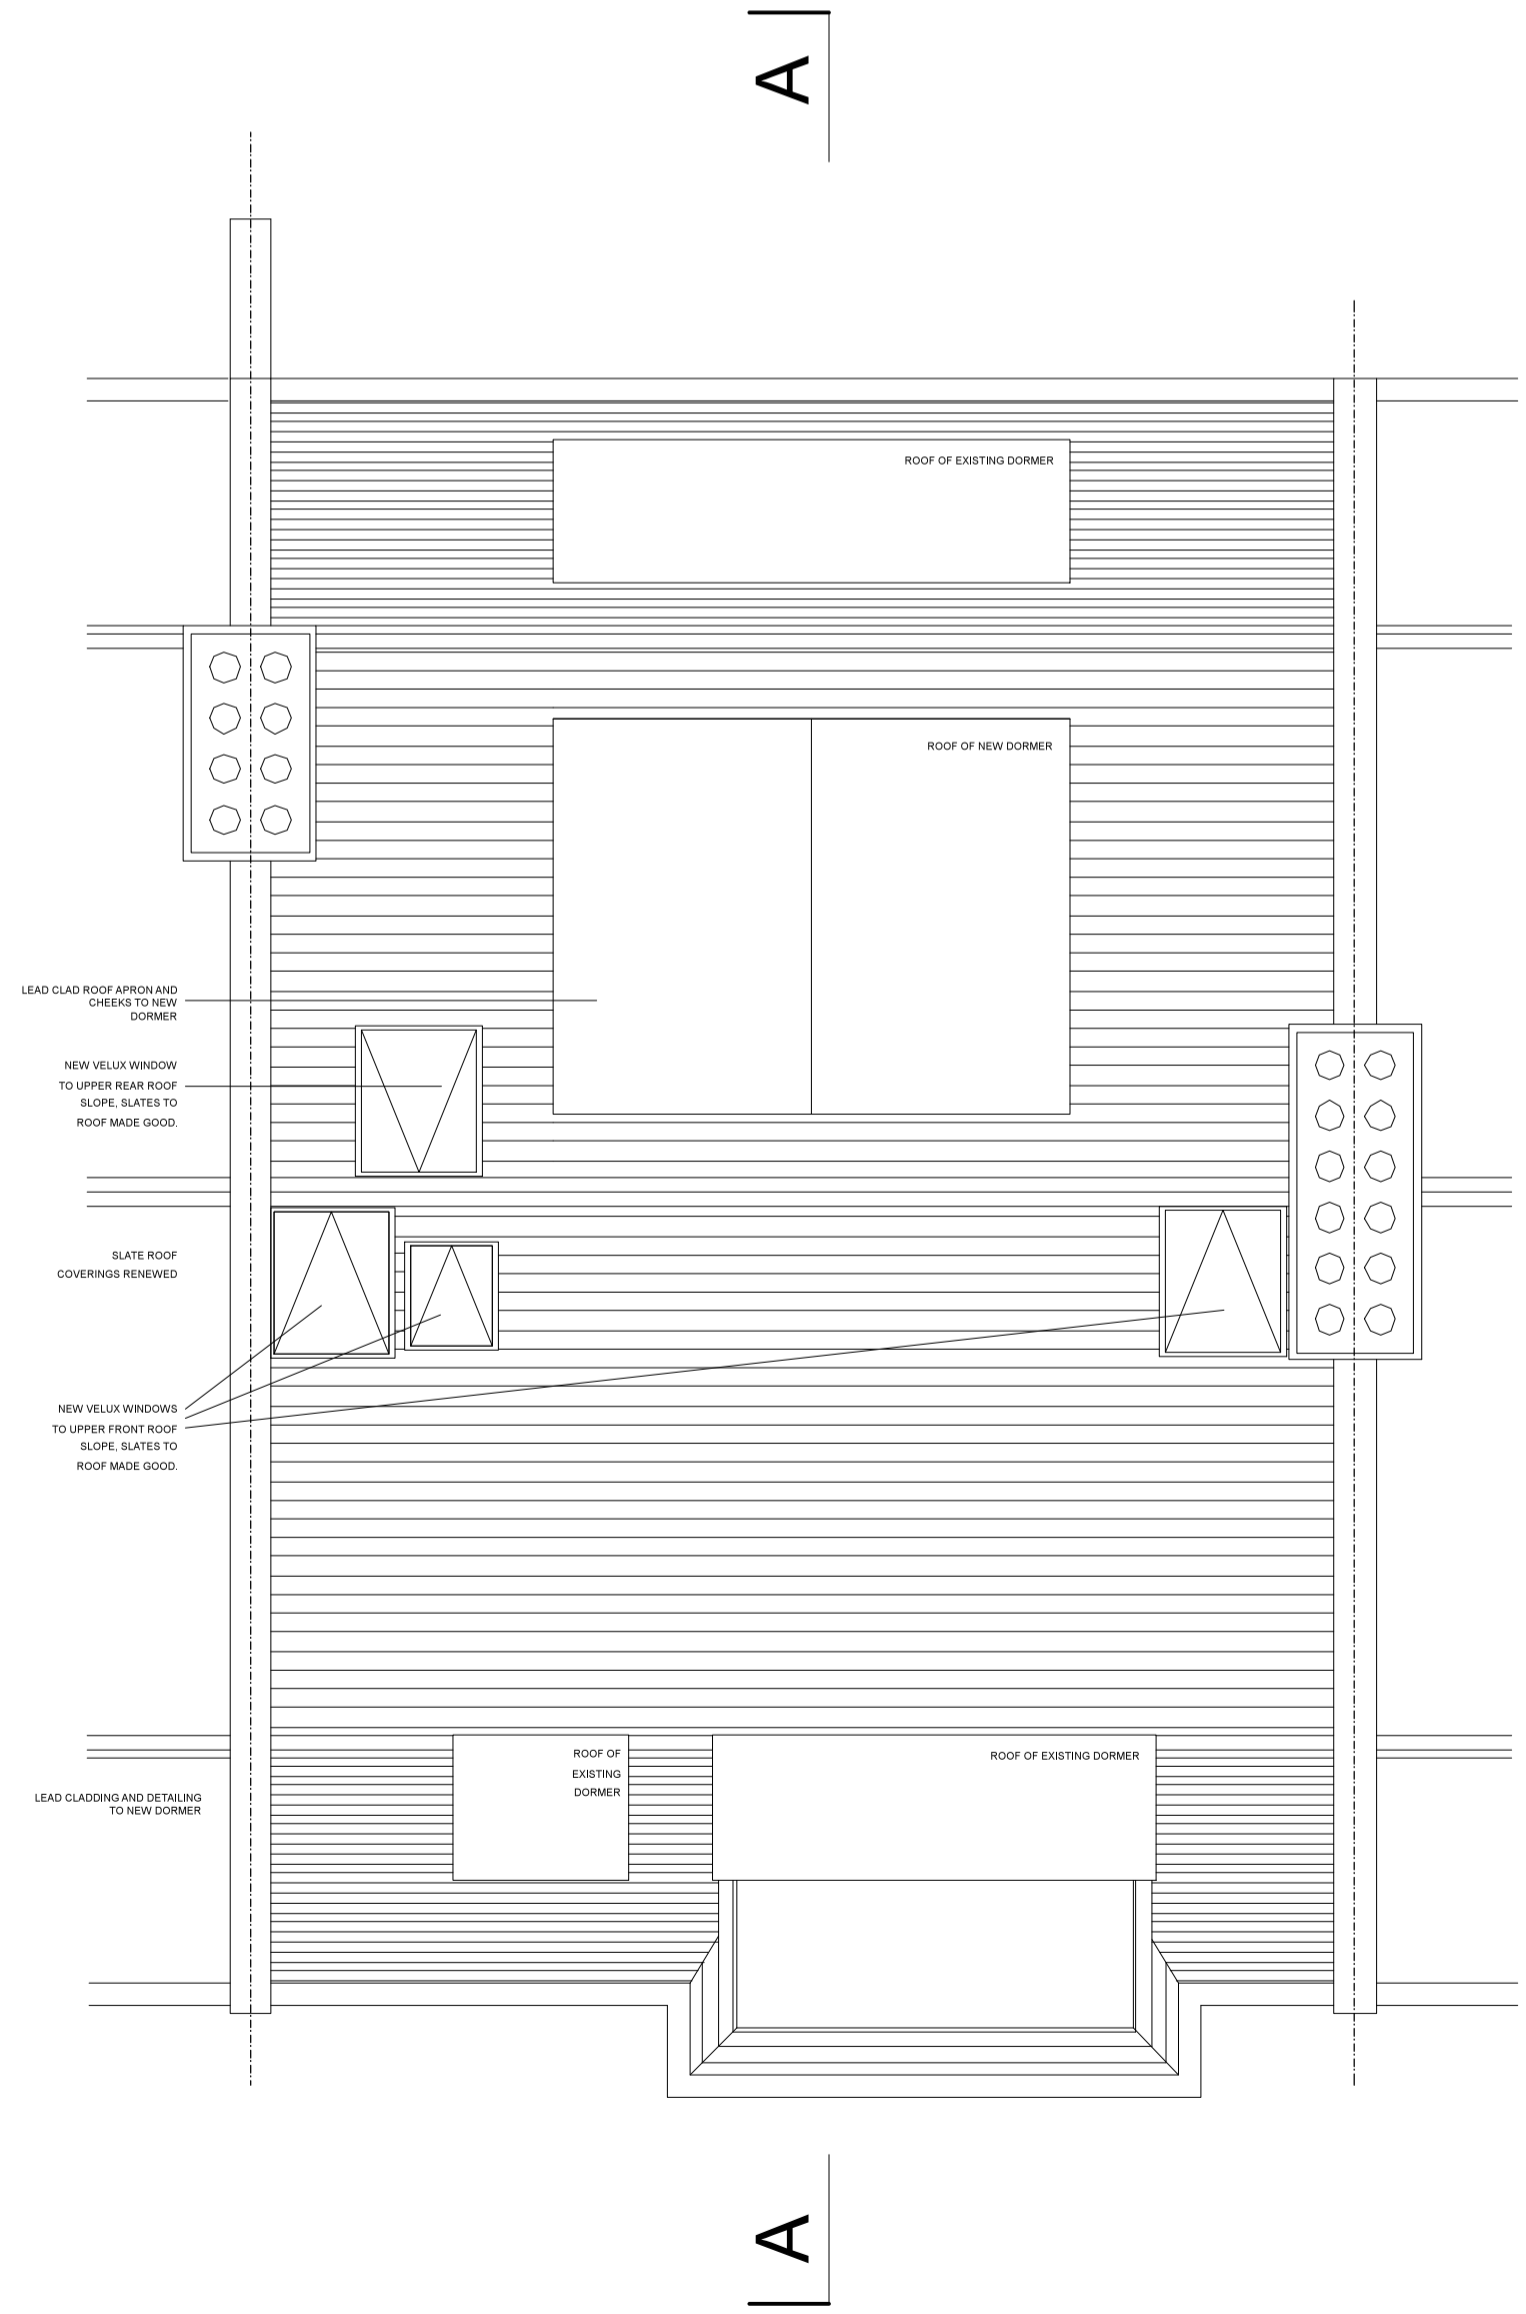 A
ROOF OF EXISTING DORMER
ROOF OF NEW DORMER
LEAD CLAD ROOF APRON AND
CHEEKS TO NEW
DORMER
NEW VELUX WINDOW
TO UPPER REAR ROOF
SLOPE, SLATES TO
ROOF MADE GOOD.
SLATE ROOF
COVERINGS RENEWED
NEW VELUX WINDOWS
TO UPPER FRONT ROOF
SLOPE, SLATES TO
ROOF MADE GOOD.
ROOF OF
EXISTING
DORMER
ROOF OF EXISTING DORMER
LEAD CLADDING AND DETAILING
TO NEW DORMER
A